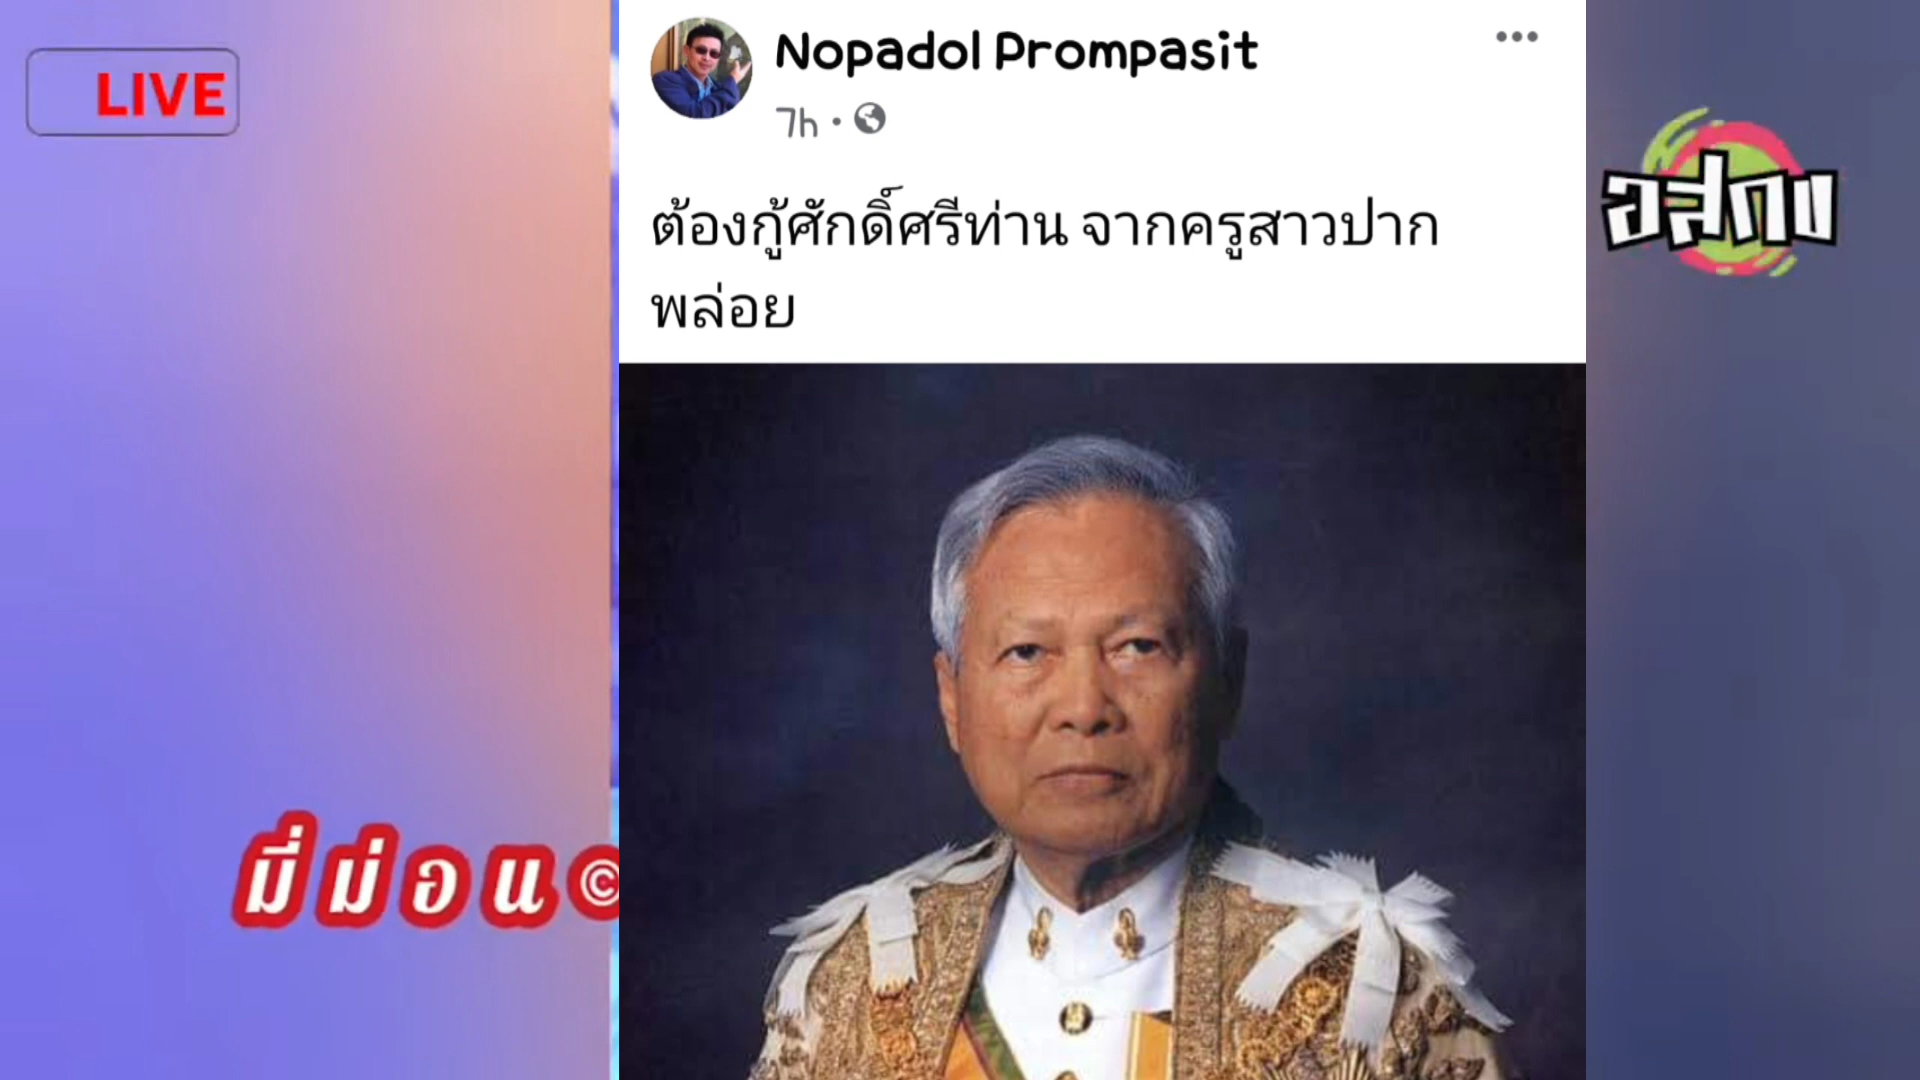 LIVE
Nopadol Prompasit
7h
ต้องกู้ศักดิ์ศรีท่าน จากครูสาวปาก
พล่อย
อสกง
มี่ม่อน©